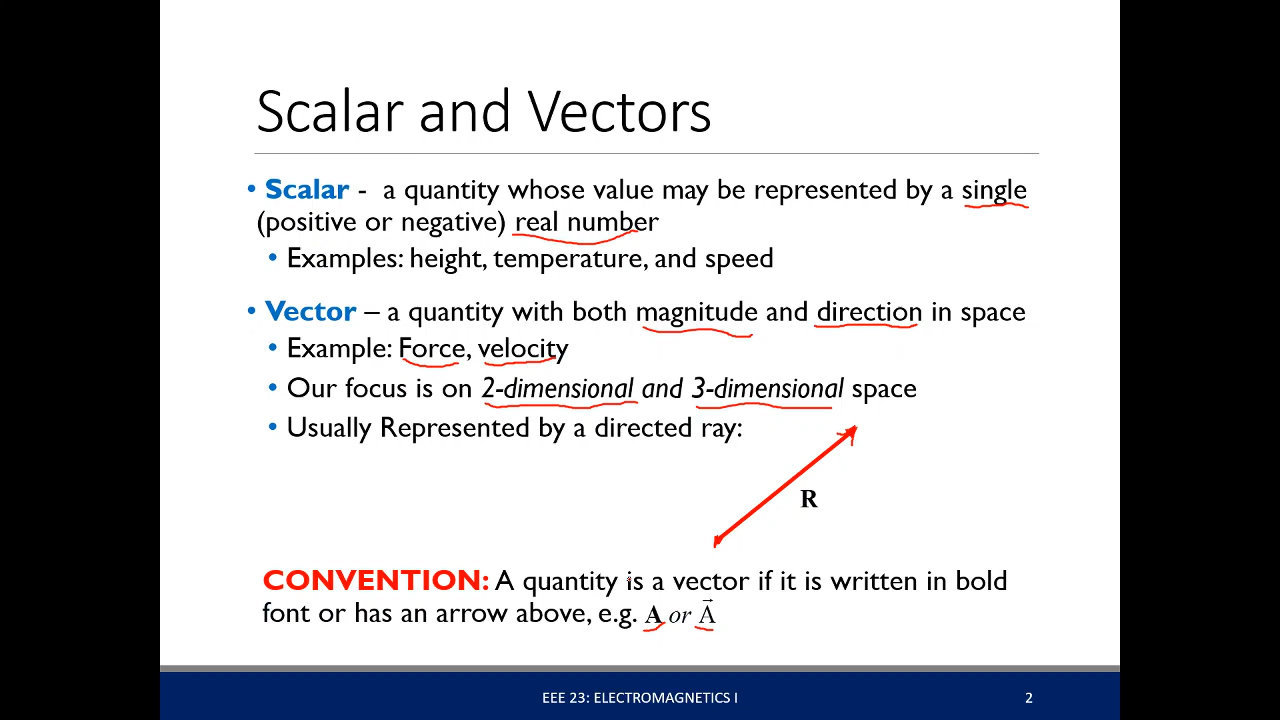 Scalar and Vectors
• Scalar - a quantity whose value may be represented by a single
(positive or negative) real number
• Examples: height, temperature, and speed
• Vector – a quantity with both magnitude and direction in space
• Example: Force, velocity
• Our focus is on 2-dimensional and 3-dimensional space
• Usually Represented by a directed ray:
R
CONVENTION: A quantity is a vector if it is written in bold
font or has an arrow above, e.g. A or A⃗
EEE 23: ELECTROMAGNETICS I
2